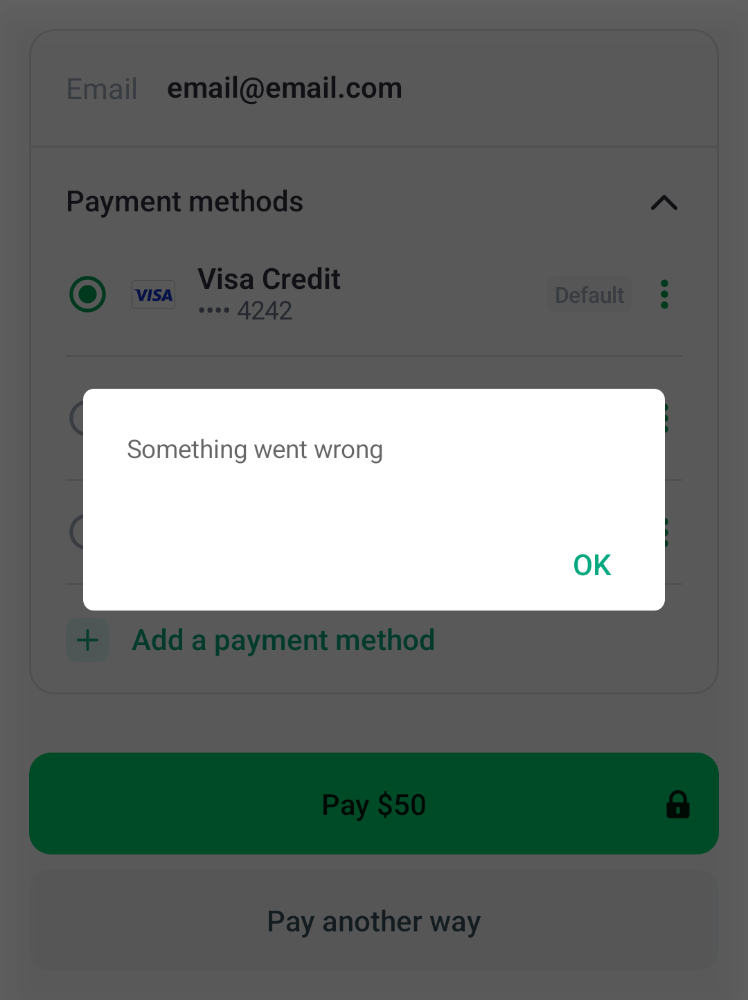 Email email@email.com
Payment methods
VISA Visa Credit Default
•••• 4242
Something went wrong
OK
Add a payment method
Pay $50
Pay another way